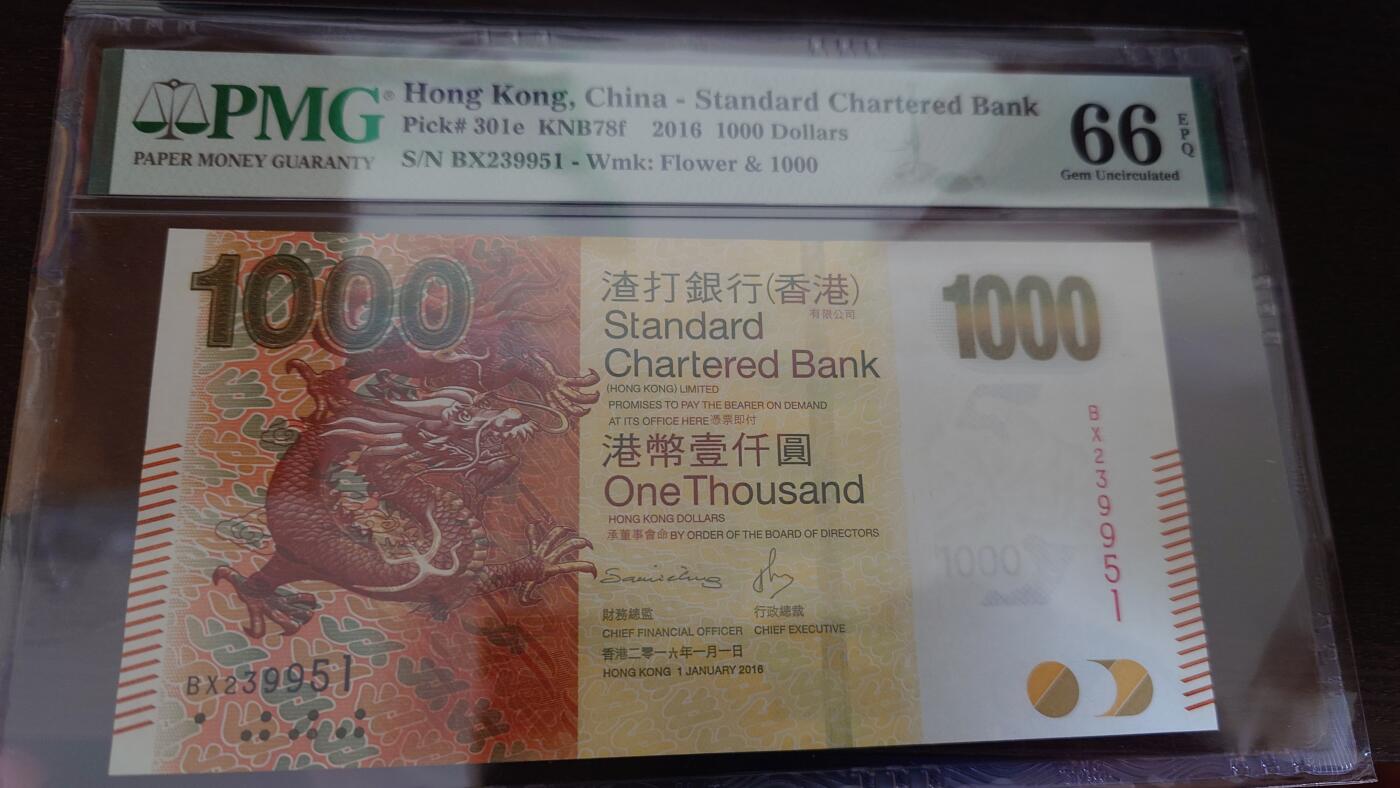 PMG®
PAPER MONEY GUARANTY
Hong Kong, China - Standard Chartered Bank
Pick# 301e KNB78f 2016 1000 Dollars
S/N BX239951 - Wmk: Flower & 1000
66
EPQ
Gem Uncirculated
1000
渣打銀行(香港)
有限公司
Standard
Chartered Bank
(HONG KONG) LIMITED
PROMISES TO PAY THE BEARER ON DEMAND
AT ITS OFFICE HERE 憑票即付
港幣壹仟圓
One Thousand
HONG KONG DOLLARS
承董事會命 BY ORDER OF THE BOARD OF DIRECTORS
財務總監 行政總裁
CHIEF FINANCIAL OFFICER CHIEF EXECUTIVE
香港二零一六年一月一日
HONG KONG 1 JANUARY 2016
BX239951
1000
BX239951
1000